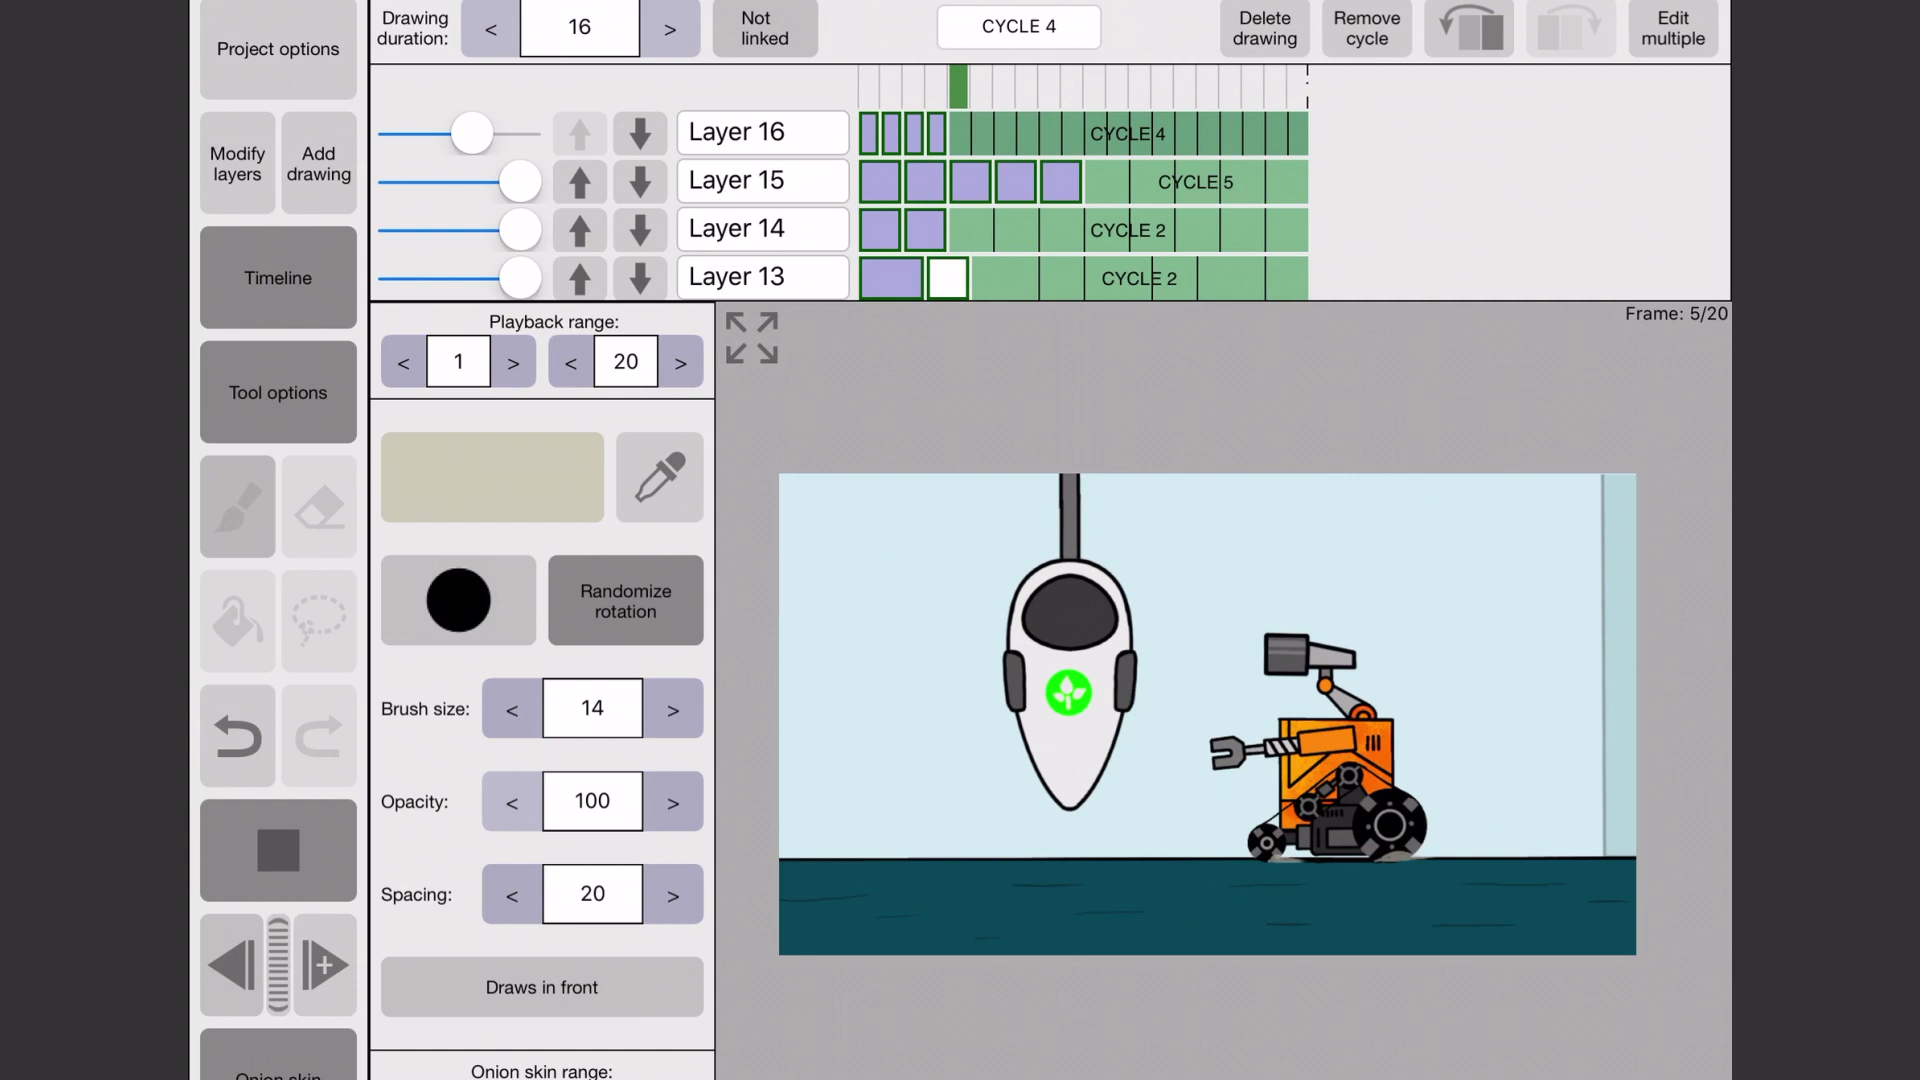 Project options
Drawing
duration:
<
16
>
Not
linked
CYCLE 4
Delete
drawing
Remove
cycle
Edit
multiple
Modify
layers
Add
drawing
Layer 16
CYCLE 4
Layer 15
CYCLE 5
Layer 14
CYCLE 2
Layer 13
CYCLE 2
Timeline
Tool options
Playback range:
<
1
>
<
20
>
Frame: 5/20
Randomize
rotation
Brush size:
<
14
>
Opacity:
<
100
>
Spacing:
<
20
>
Draws in front
Onion skin
Onion skin range: